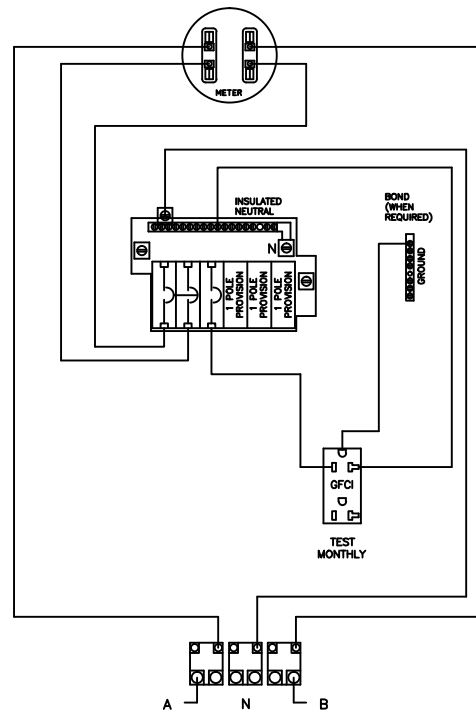 METER
INSULATED
NEUTRAL
BOND
(WHEN
REQUIRED)
N
GROUND
1 POLE
PROVISION
1 POLE
PROVISION
1 POLE
PROVISION
GFCI
TEST
MONTHLY
A
N
B